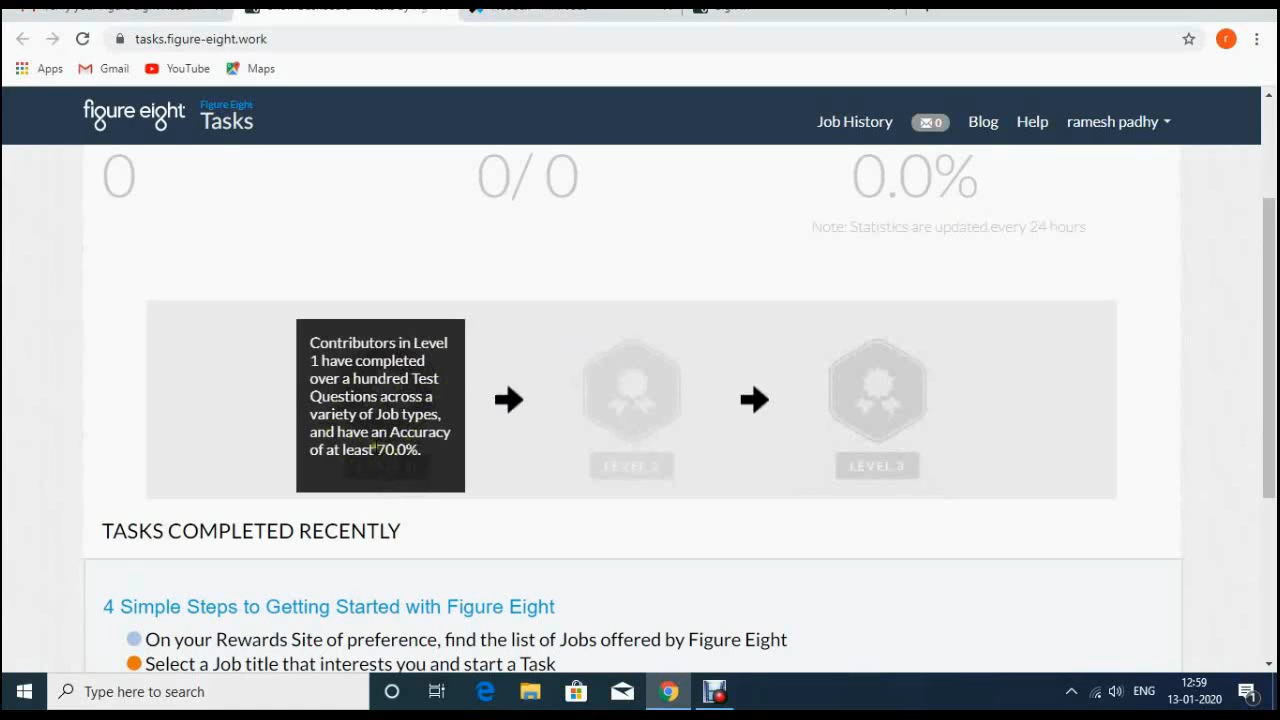 tasks.figure-eight.work
Apps Gmail YouTube Maps
figure eight
Figure Eight
Tasks
Job History 0 Blog Help ramesh padhy
0 0/0 0.0%
Note: Statistics are updated every 24 hours
Contributors in Level
1 have completed
over a hundred Test
Questions across a
variety of Job types,
and have an Accuracy
of at least 70.0%.
LEVEL 2
LEVEL 3
TASKS COMPLETED RECENTLY
4 Simple Steps to Getting Started with Figure Eight
On your Rewards Site of preference, find the list of Jobs offered by Figure Eight
Select a Job title that interests you and start a Task
Type here to search
ENG
12:59
13-01-2020
1